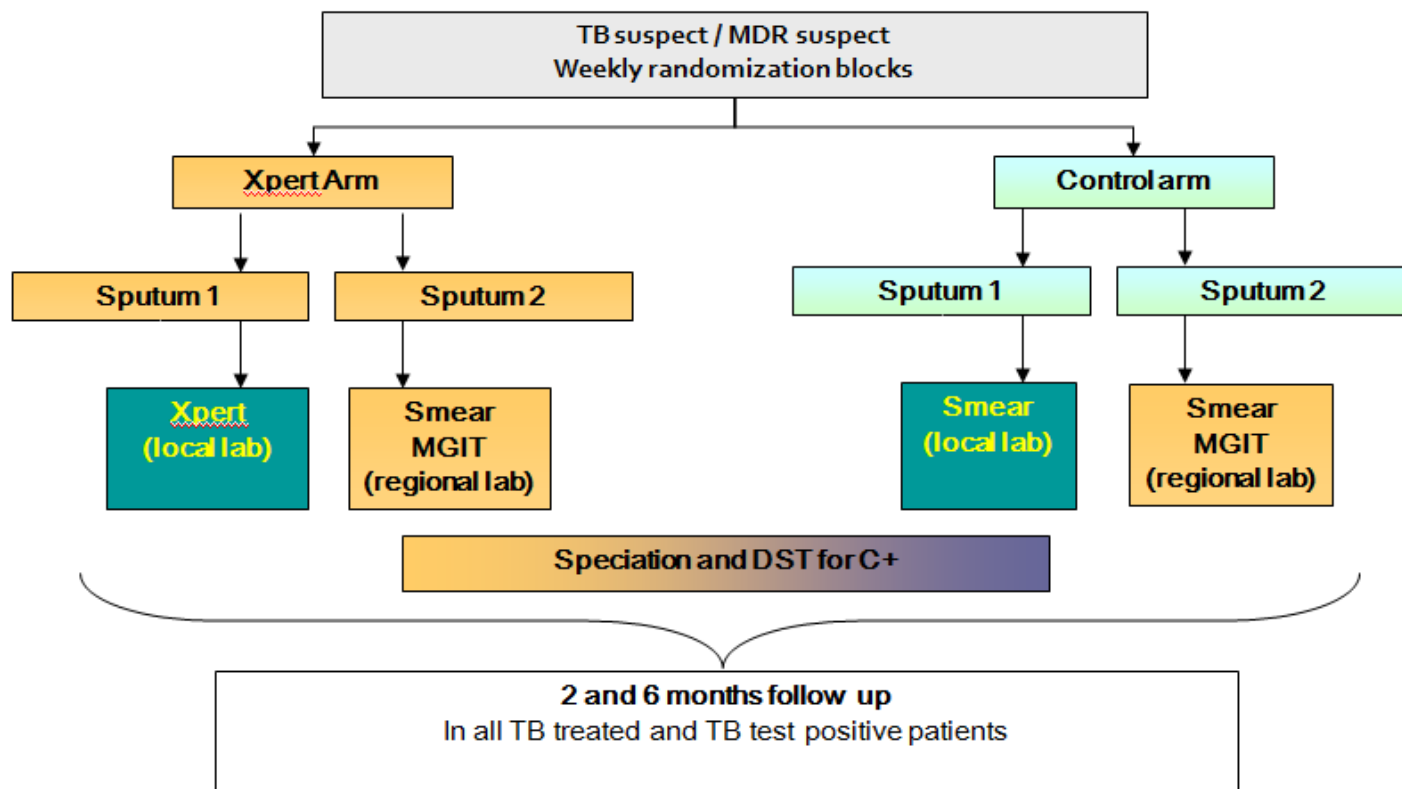 TB suspect / MDR suspect
Weekly randomization blocks
Xpert Arm
Control arm
Sputum 1
Sputum 2
Sputum 1
Sputum 2
Xpert
(local lab)
Smear
MGIT
(regional lab)
Smear
(local lab)
Smear
MGIT
(regional lab)
Speciation and DST for C+
2 and 6 months follow up
In all TB treated and TB test positive patients